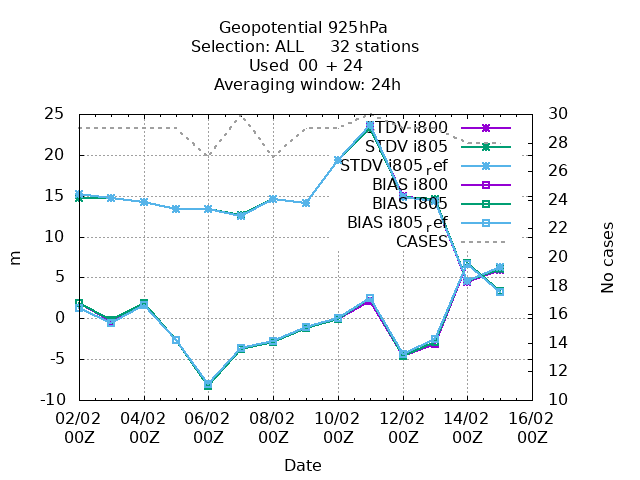 Geopotential 925hPa
Selection: ALL 32 stations
Used 00 + 24
Averaging window: 24h
25 30
STDV i800
20 28
STDV i805
STDV i805ref
15 26
BIAS i800
10 24
BIAS i805
BIAS i805ref
CASES
5 22
0 20
-5 18
-10 16
14
12
10
m
No cases
02/02 04/02 06/02 08/02 10/02 12/02 14/02 16/02
00Z 00Z 00Z 00Z 00Z 00Z 00Z 00Z
Date